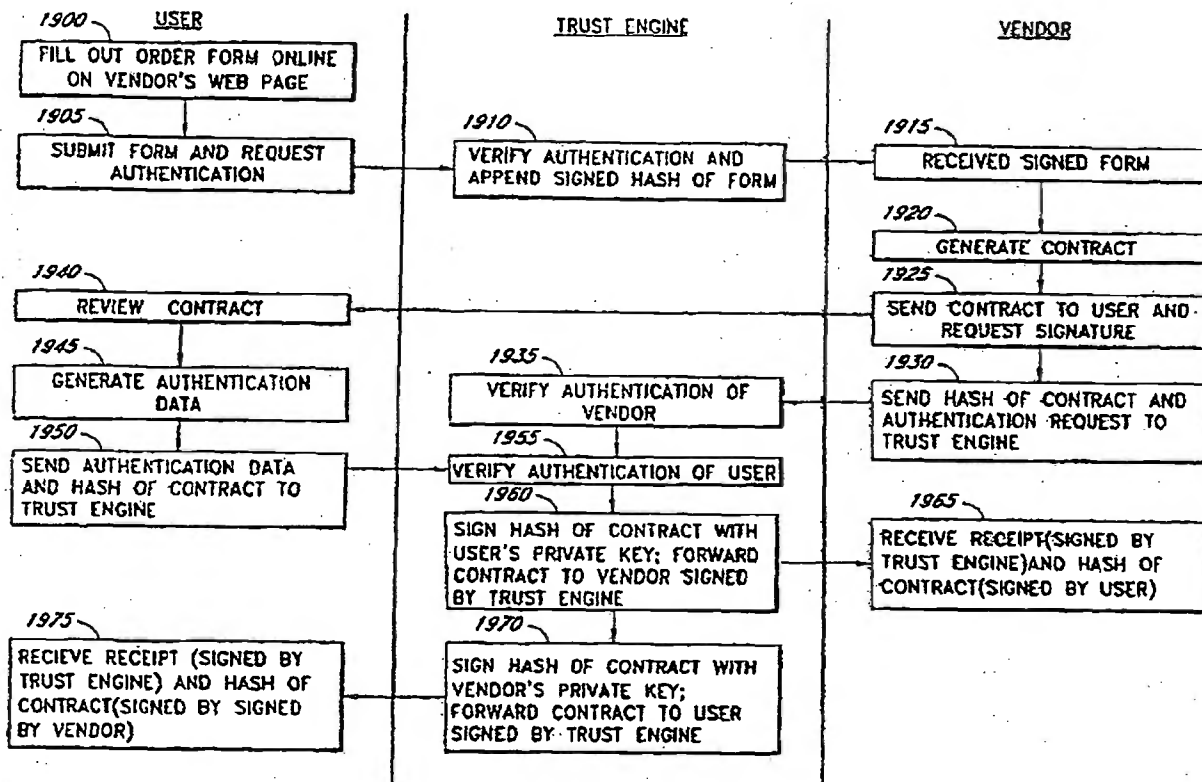 USER
TRUST ENGINE
VENDOR
1900
FILL OUT ORDER FORM ONLINE
ON VENDOR'S WEB PAGE
1905
SUBMIT FORM AND REQUEST
AUTHENTICATION
1910
VERIFY AUTHENTICATION AND
APPEND SIGNED HASH OF FORM
1915
RECEIVED SIGNED FORM
1920
GENERATE CONTRACT
1925
SEND CONTRACT TO USER AND
REQUEST SIGNATURE
1930
SEND HASH OF CONTRACT AND
AUTHENTICATION REQUEST TO
TRUST ENGINE
1935
VERIFY AUTHENTICATION OF
VENDOR
1940
REVIEW CONTRACT
1945
GENERATE AUTHENTICATION
DATA
1950
SEND AUTHENTICATION DATA
AND HASH OF CONTRACT TO
TRUST ENGINE
1955
VERIFY AUTHENTICATION OF USER
1960
SIGN HASH OF CONTRACT WITH
USER'S PRIVATE KEY; FORWARD
CONTRACT TO VENDOR SIGNED
BY TRUST ENGINE
1965
RECEIVE RECEIPT(SIGNED BY
TRUST ENGINE)AND HASH OF
CONTRACT(SIGNED BY USER)
1970
SIGN HASH OF CONTRACT WITH
VENDOR'S PRIVATE KEY;
FORWARD CONTRACT TO USER
SIGNED BY TRUST ENGINE
1975
RECIEVE RECEIPT (SIGNED BY
TRUST ENGINE) AND HASH OF
CONTRACT(SIGNED BY SIGNED
BY VENDOR)